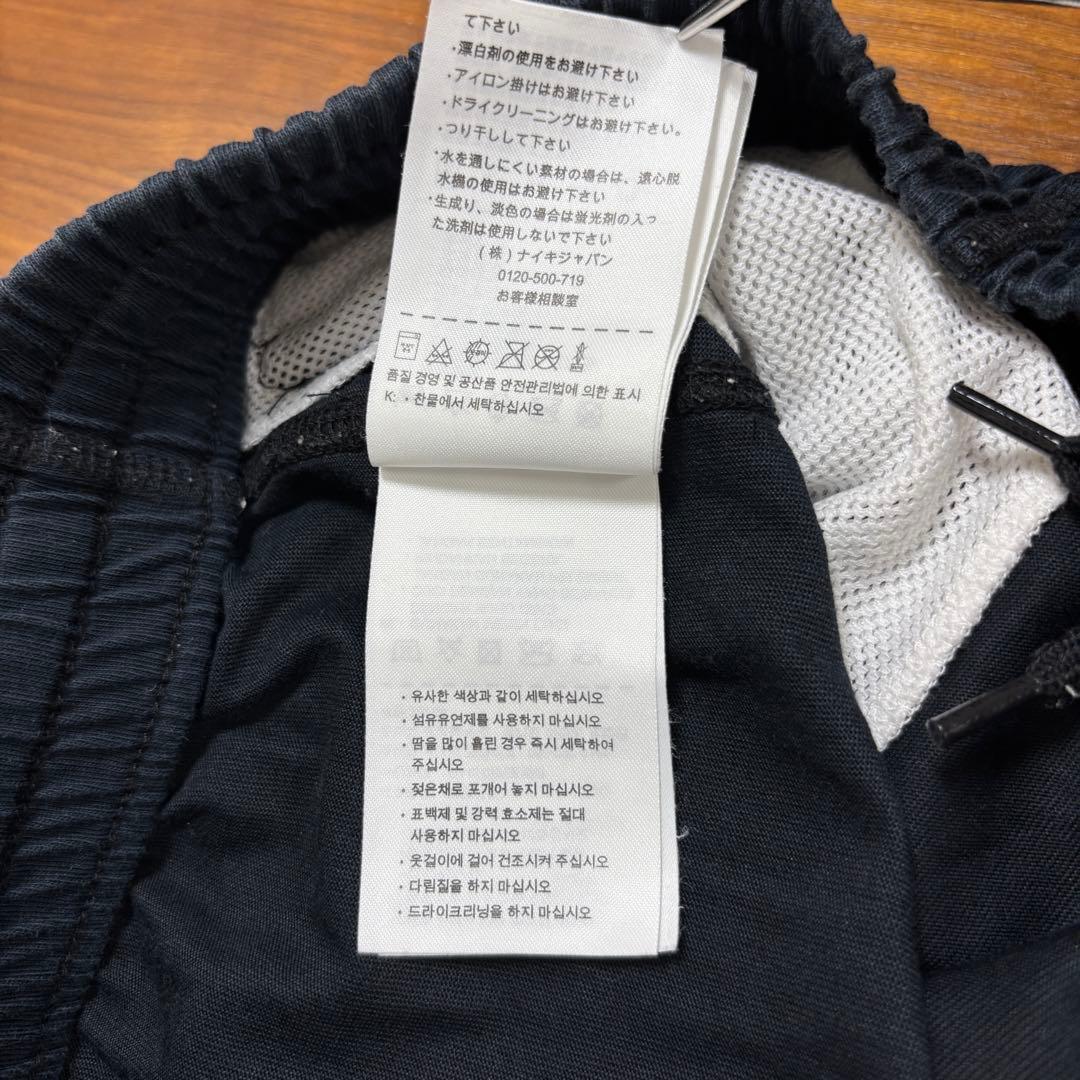 て下さい
・漂白剤の使用をお避け下さい
・アイロン掛けはお避け下さい
・ドライクリーニングはお避け下さい。
・つり干しして下さい
・水を通しにくい素材の場合は、遠心脱
水機の使用はお避け下さい
・生成り、淡色の場合は蛍光剤の入っ
た洗剤は使用しないで下さい
(株)ナイキジャパン
0120-500-719
お客様相談室
품질 경영 및 공산품 안전관리법에 의한 표시
K: ・찬물에서 세탁하십시오
・유사한 색상과 같이 세탁하십시오
・섬유유연제를 사용하지 마십시오
・땀을 많이 흘린 경우 즉시 세탁하여
주십시오
・젖은채로 포개어 놓지 마십시오
・표백제 및 강력 효소제는 절대
사용하지 마십시오
・옷걸이에 걸어 건조시켜 주십시오
・다림질을 하지 마십시오
・드라이크리닝을 하지 마십시오